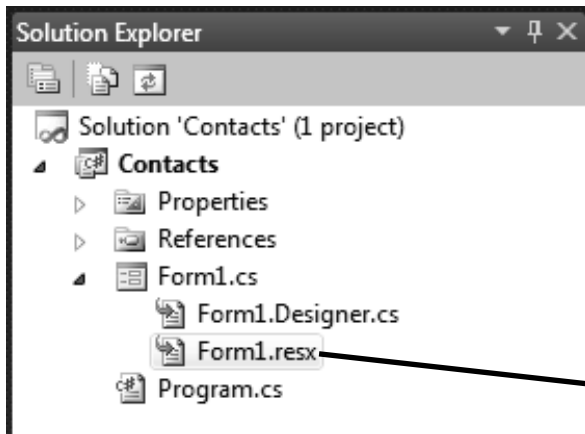 Solution Explorer
Solution 'Contacts' (1 project)
C# Contacts
Properties
References
Form1.cs
Form1.Designer.cs
Form1.resx
C# Program.cs